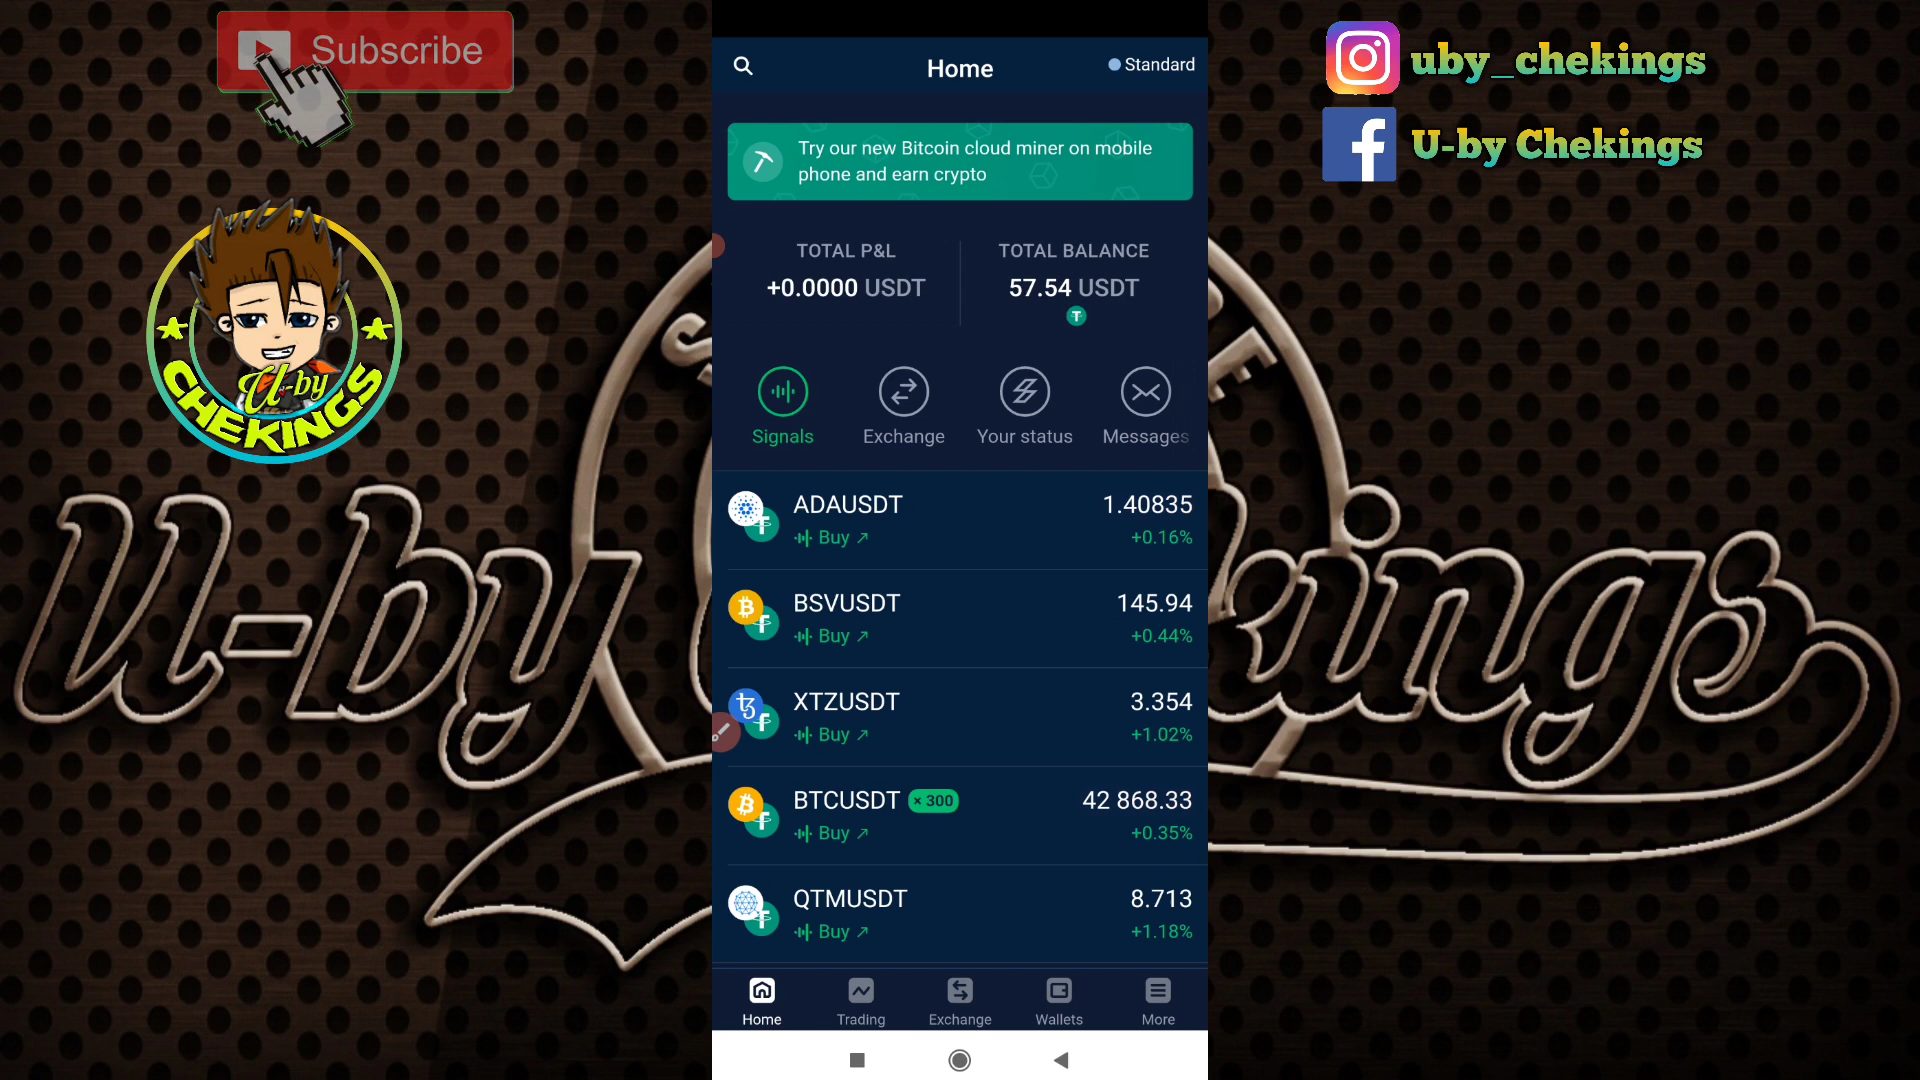 Subscribe
uby_chekings
U-by Chekings
U-by
CHEKINGS
Home
Standard
Try our new Bitcoin cloud miner on mobile
phone and earn crypto
TOTAL P&L
+0.0000 USDT
TOTAL BALANCE
57.54 USDT
Signals
Exchange
Your status
Messages
ADAUSDT
1.40835
Buy ↗
+0.16%
BSVUSDT
145.94
Buy ↗
+0.44%
XTZUSDT
3.354
Buy ↗
+1.02%
BTCUSDT × 300
42 868.33
Buy ↗
+0.35%
QTMUSDT
8.713
Buy ↗
+1.18%
Home
Trading
Exchange
Wallets
More
U-by